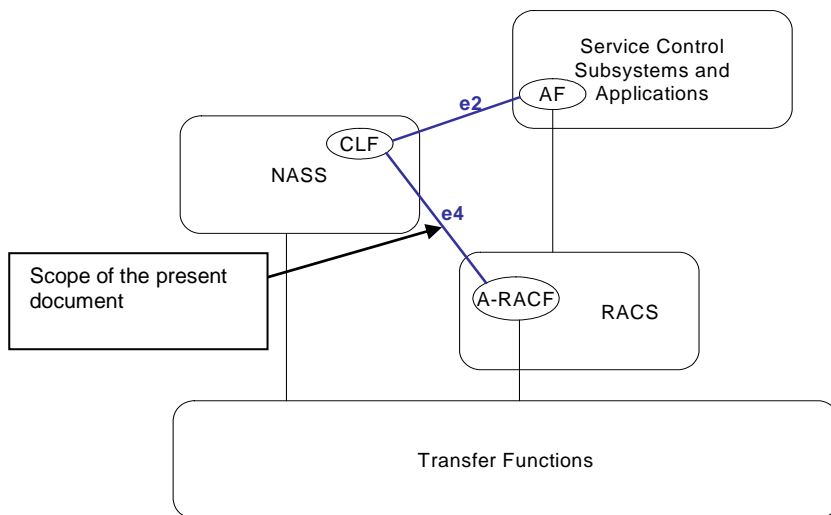 Service Control
Subsystems and
Applications
AF
e2
CLF
NASS
e4
Scope of the present
document
A-RACF
RACS
Transfer Functions